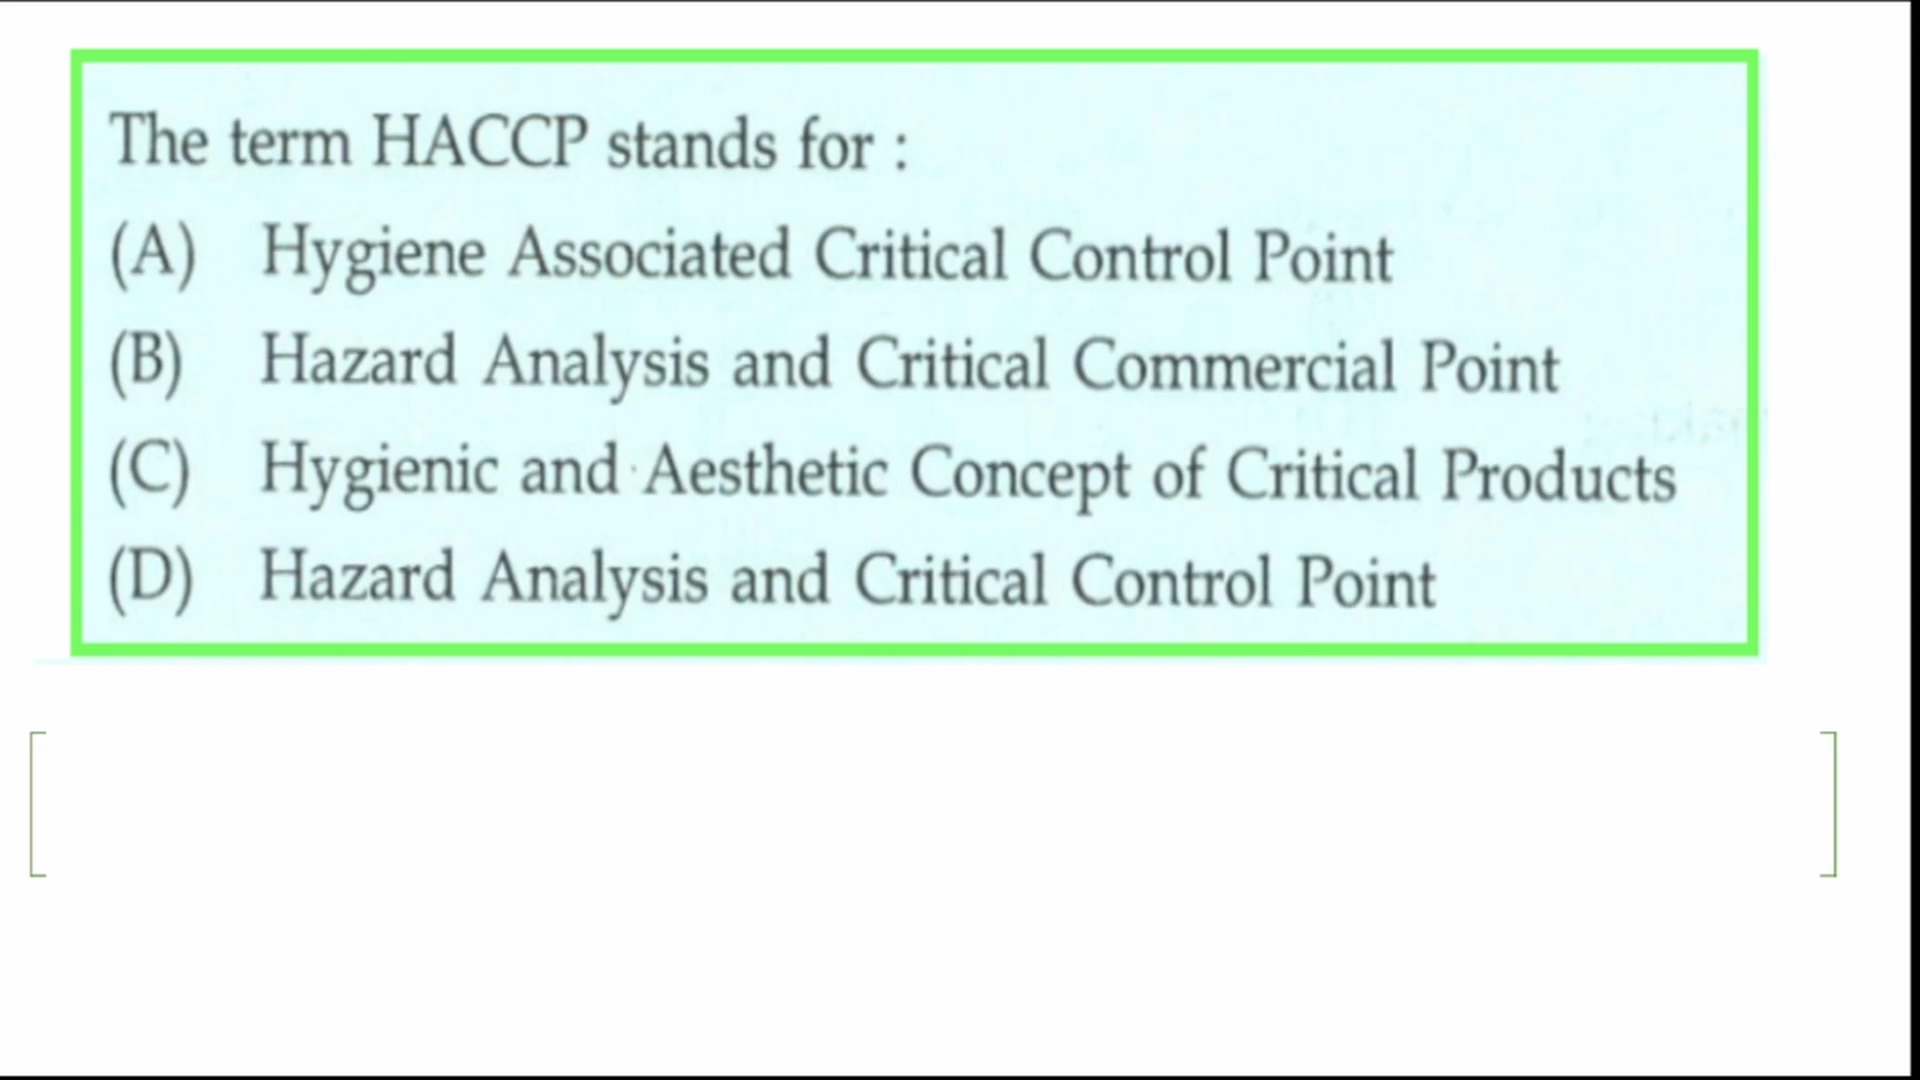 The term HACCP stands for :
(A) Hygiene Associated Critical Control Point
(B) Hazard Analysis and Critical Commercial Point
(C) Hygienic and Aesthetic Concept of Critical Products
(D) Hazard Analysis and Critical Control Point